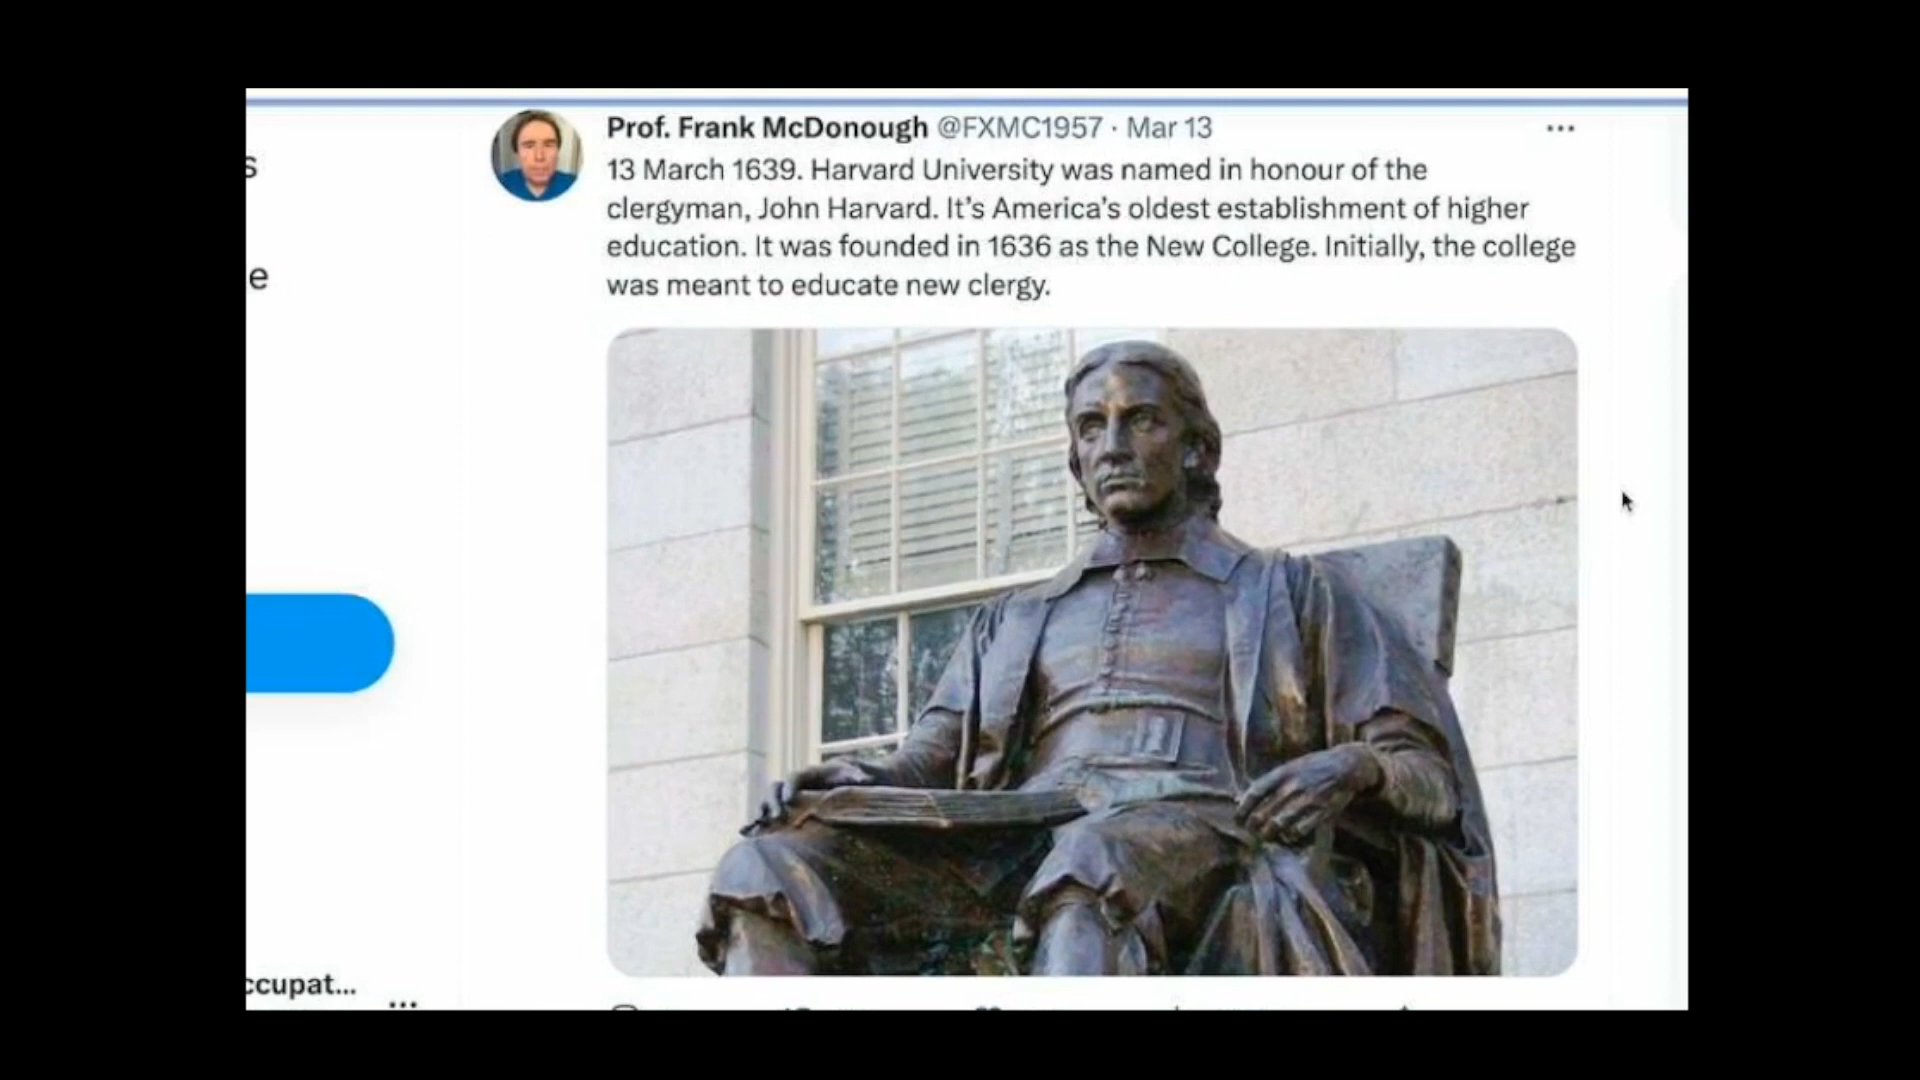 Prof. Frank McDonough @FXMC1957 · Mar 13
13 March 1639. Harvard University was named in honour of the
clergyman, John Harvard. It’s America’s oldest establishment of higher
education. It was founded in 1636 as the New College. Initially, the college
was meant to educate new clergy.
s
e
ccupat...